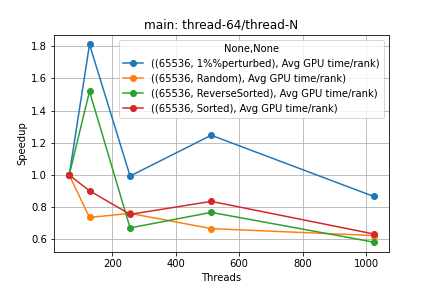 main: thread-64/thread-N
None,None
((65536, 1%%perturbed), Avg GPU time/rank)
((65536, Random), Avg GPU time/rank)
((65536, ReverseSorted), Avg GPU time/rank)
((65536, Sorted), Avg GPU time/rank)
Speedup
1.8
1.6
1.4
1.2
1.0
0.8
0.6
200
400
600
800
1000
Threads